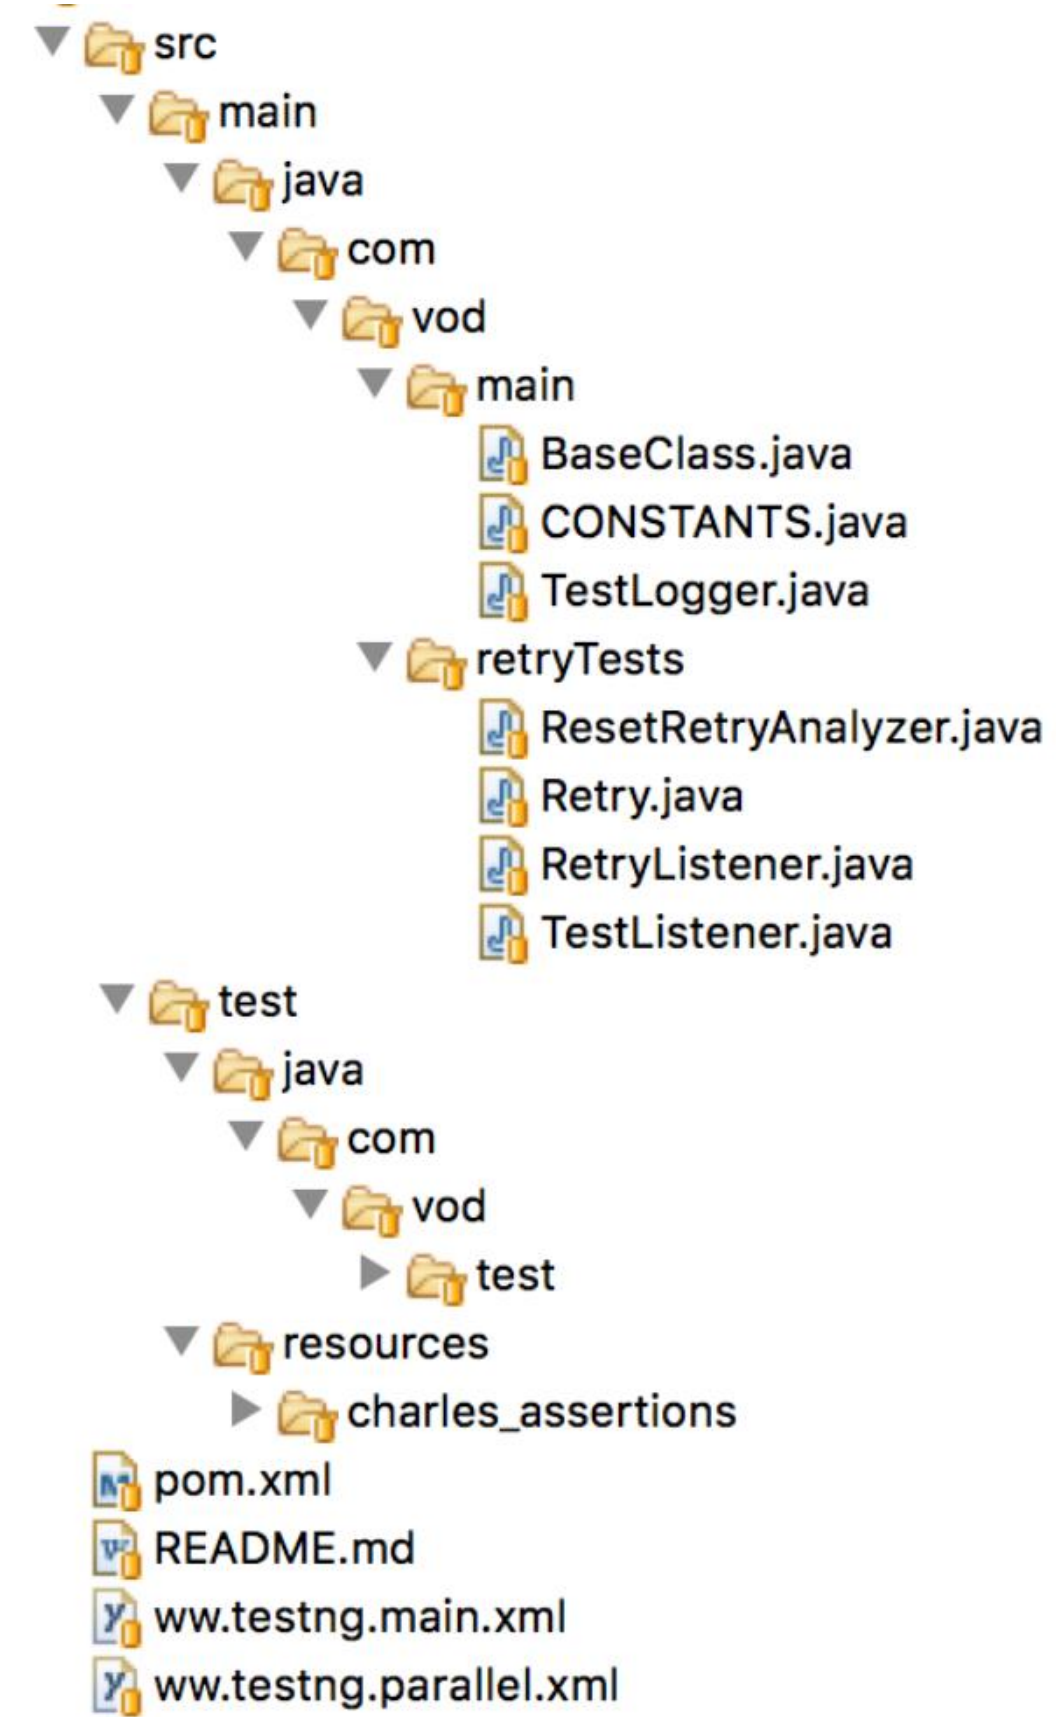 src
main
java
com
vod
main
BaseClass.java
CONSTANTS.java
TestLogger.java
retryTests
ResetRetryAnalyzer.java
Retry.java
RetryListener.java
TestListener.java
test
java
com
vod
test
resources
charles_assertions
pom.xml
README.md
ww.testng.main.xml
ww.testng.parallel.xml